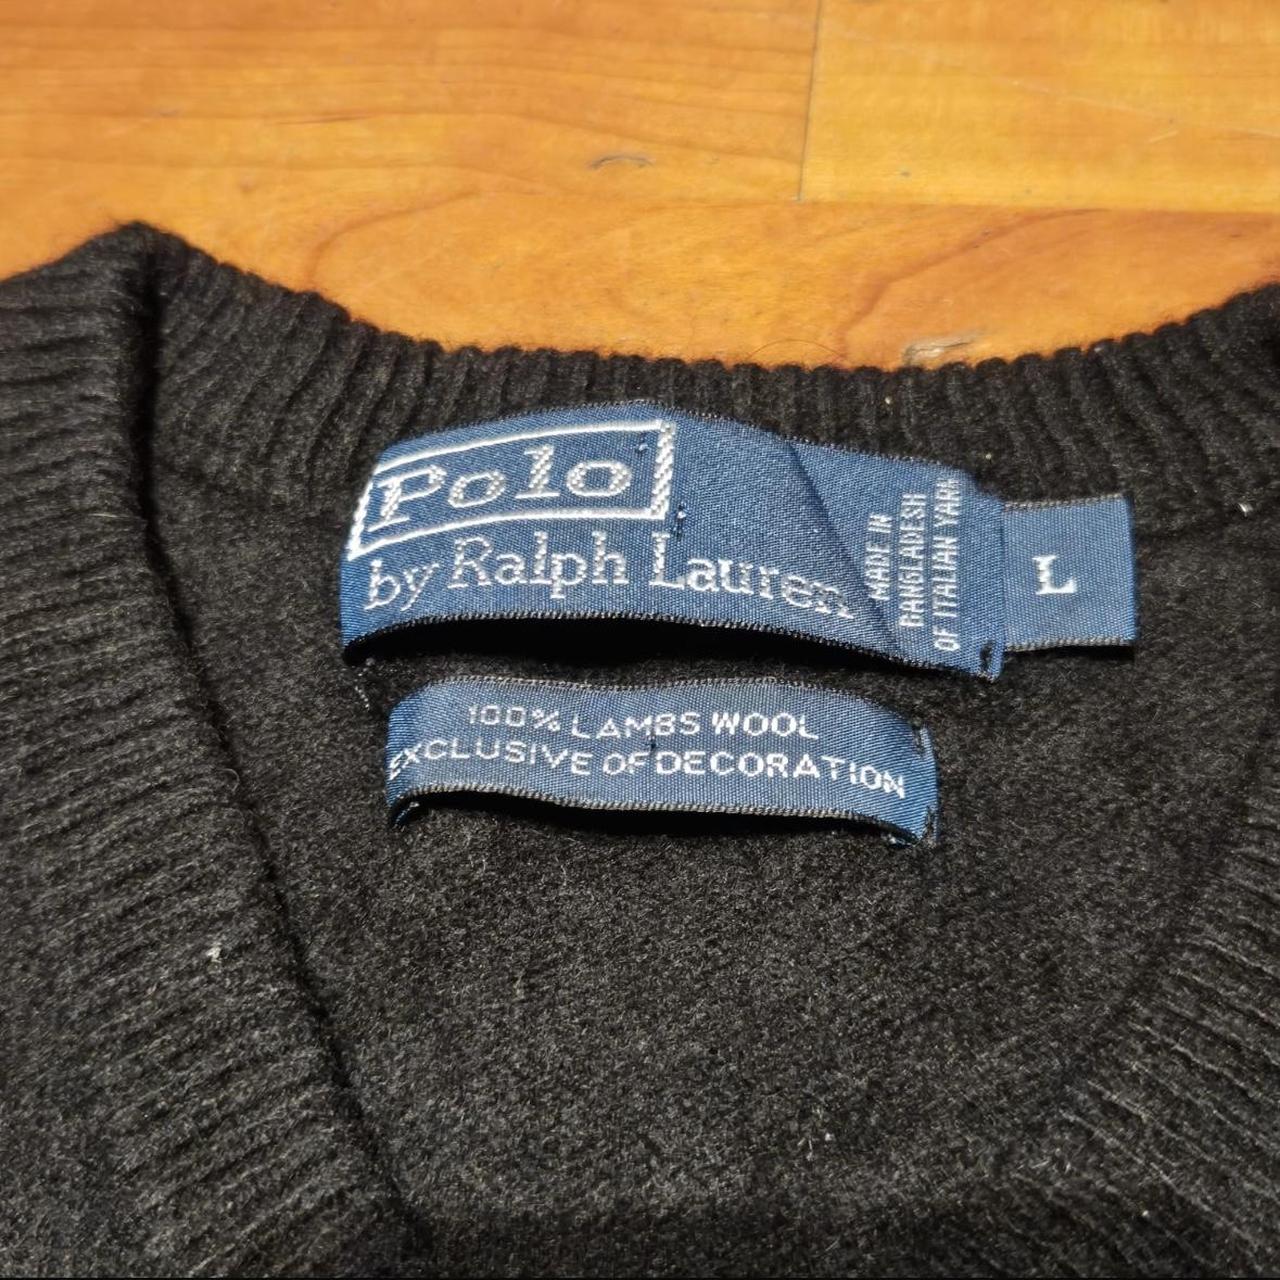 Polo
by Ralph Lauren
MADE IN
BANGLADESH
OF ITALIAN YARN
L
100% LAMBS WOOL
EXCLUSIVE OF DECORATION